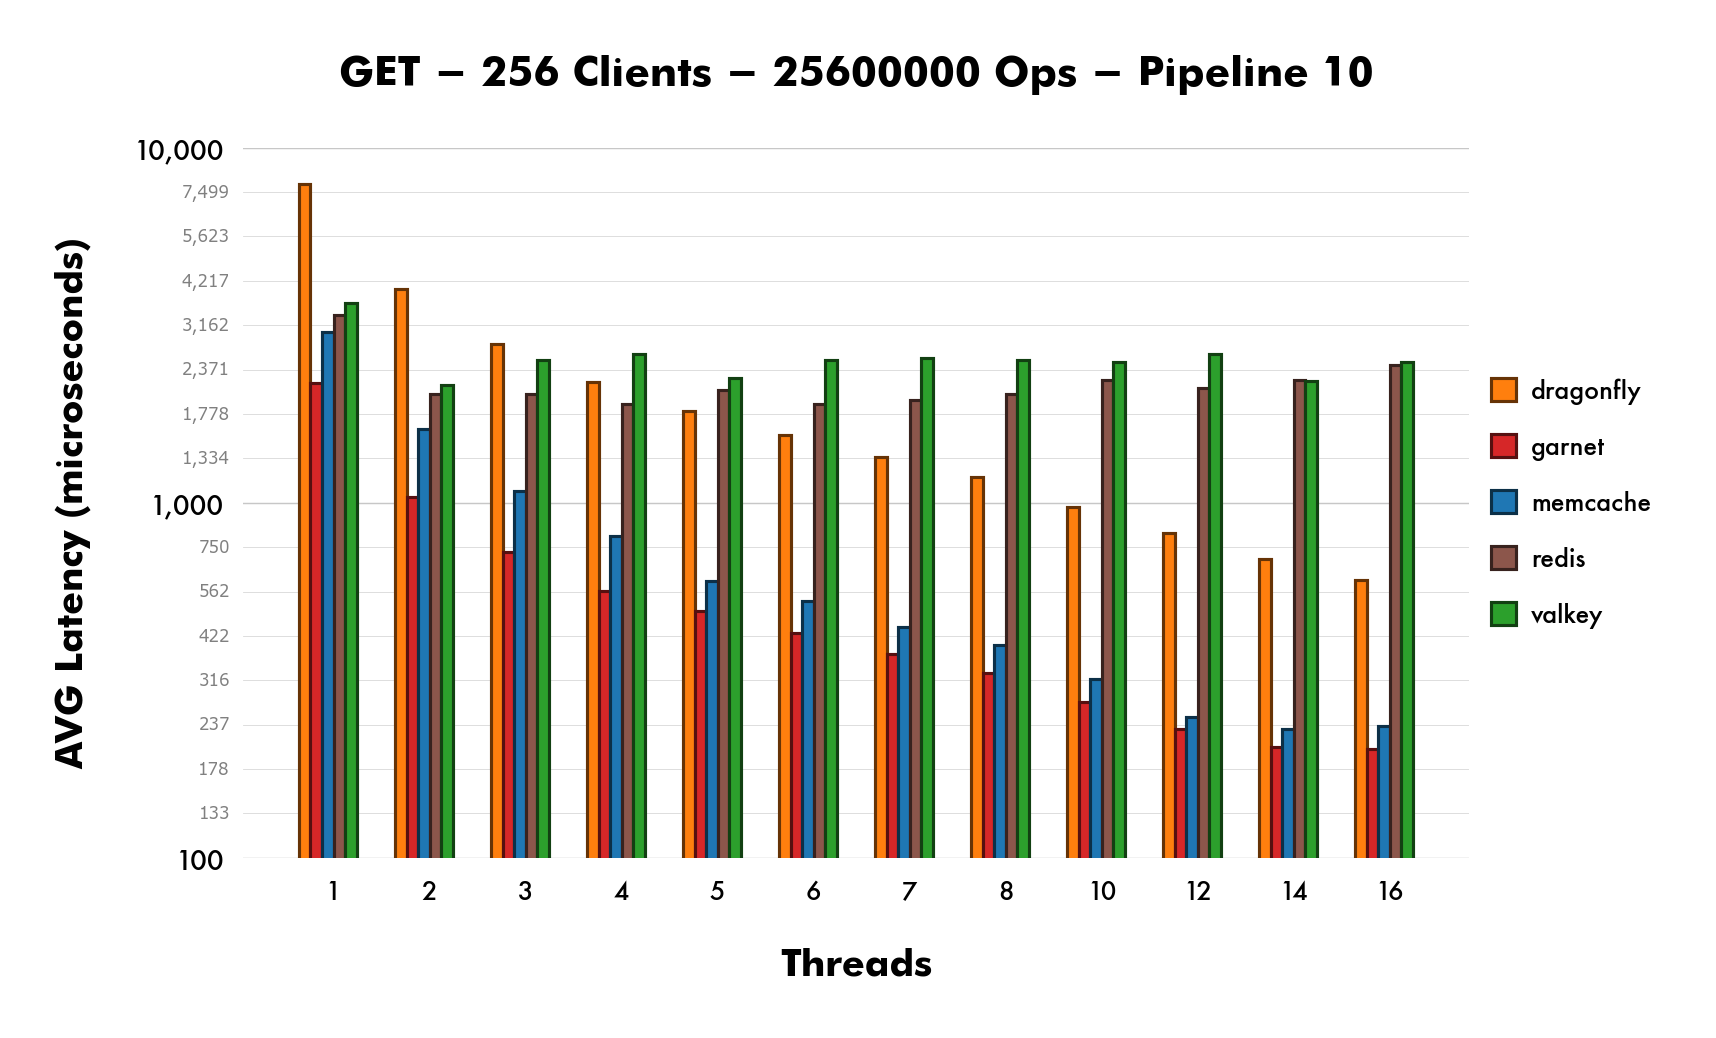 GET – 256 Clients – 25600000 Ops – Pipeline 10
AVG Latency (microseconds)
10,000
7,499
5,623
4,217
3,162
2,371
1,778
1,334
1,000
750
562
422
316
237
178
133
100
1 2 3 4 5 6 7 8 10 12 14 16
Threads
dragonfly
garnet
memcache
redis
valkey